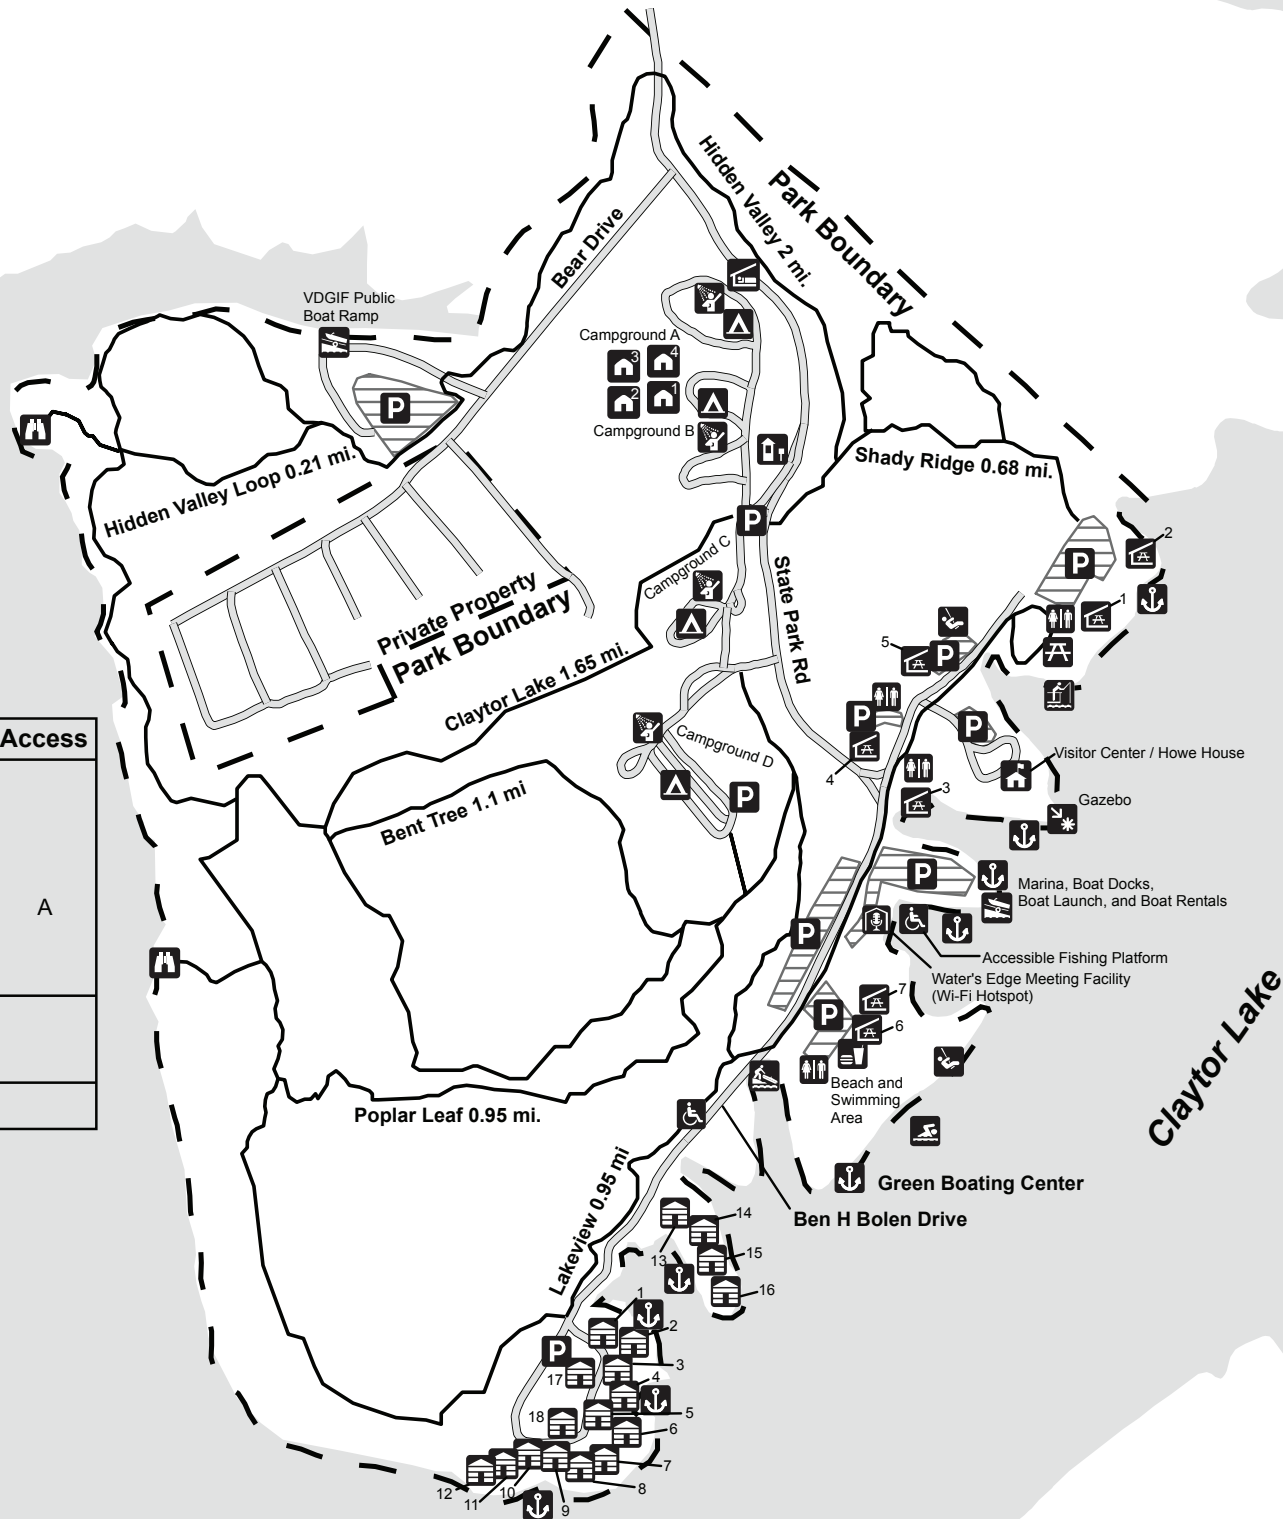 Hidden Valley 2 mi.
Park Boundary
Bear Drive
VDGIF Public
Boat Ramp
Campground A
3
4
2
1
Campground B
Hidden Valley Loop 0.21 mi.
Shady Ridge 0.68 mi.
P
P
Campground C
State Park Rd
P
2
1
Private Property
Park Boundary
Claytor Lake 1.65 mi.
5
P
P
4
P
Campground D
P
Visitor Center / Howe House
3
Gazebo
Access
A
Bent Tree 1.1 mi
P
Marina, Boat Docks,
Boat Launch, and Boat Rentals
P
Accessible Fishing Platform
Water's Edge Meeting Facility
(Wi-Fi Hotspot)
7
P
6
Beach and
Swimming
Area
Claytor Lake
Poplar Leaf 0.95 mi.
Green Boating Center
Ben H Bolen Drive
Lakeview 0.95 mi
14
13
15
16
1
2
P
3
17
4
5
18
6
7
8
12
11
10
9